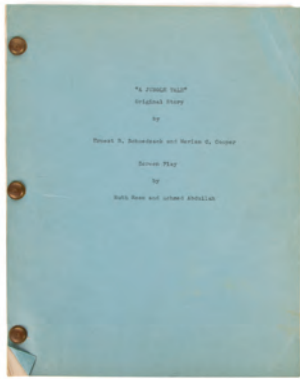 "A JUNGLE TALE"
Original Story
by
Ernest B. Schoedsack and Merian C. Cooper
Screen Play
by
Ruth Rose and Achmed Abdullah